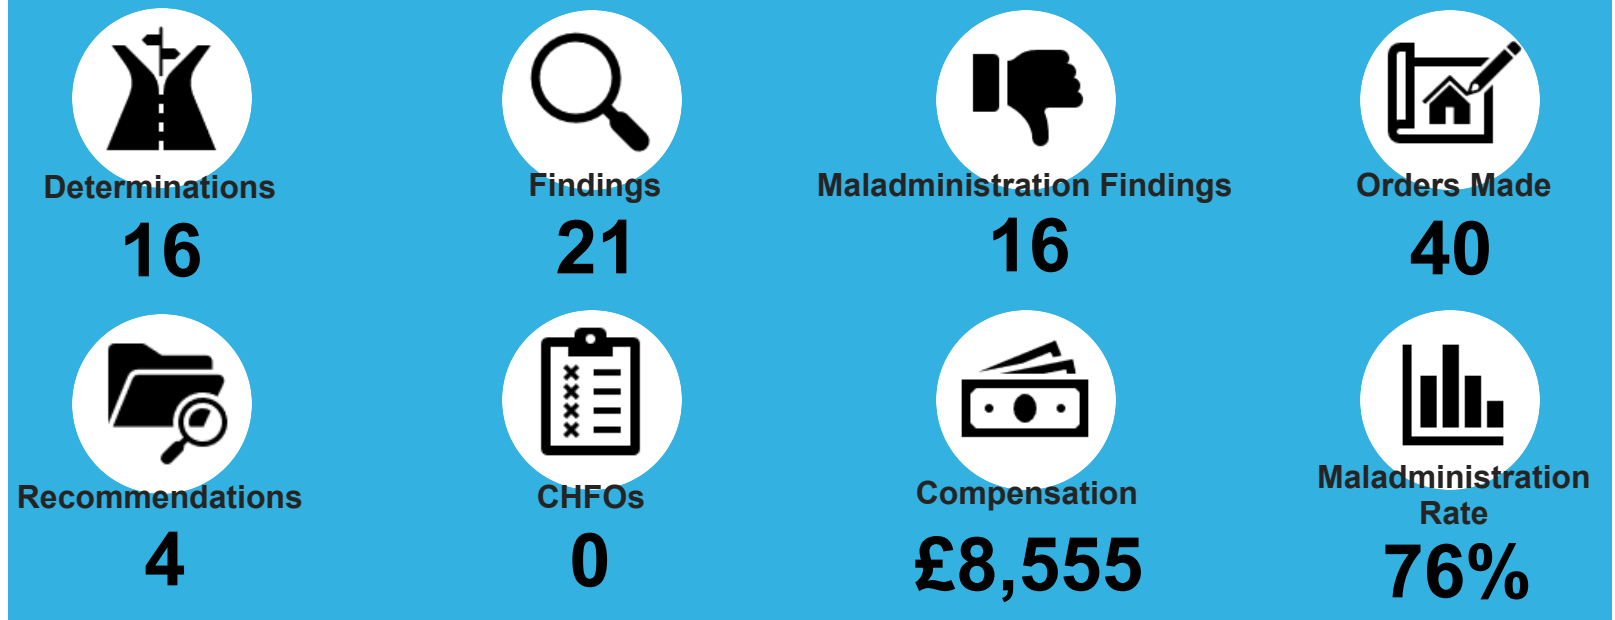 Determinations
16
Findings
21
Maladministration Findings
16
Orders Made
40
Recommendations
4
CHFOs
0
Compensation
£8,555
Maladministration
Rate
76%